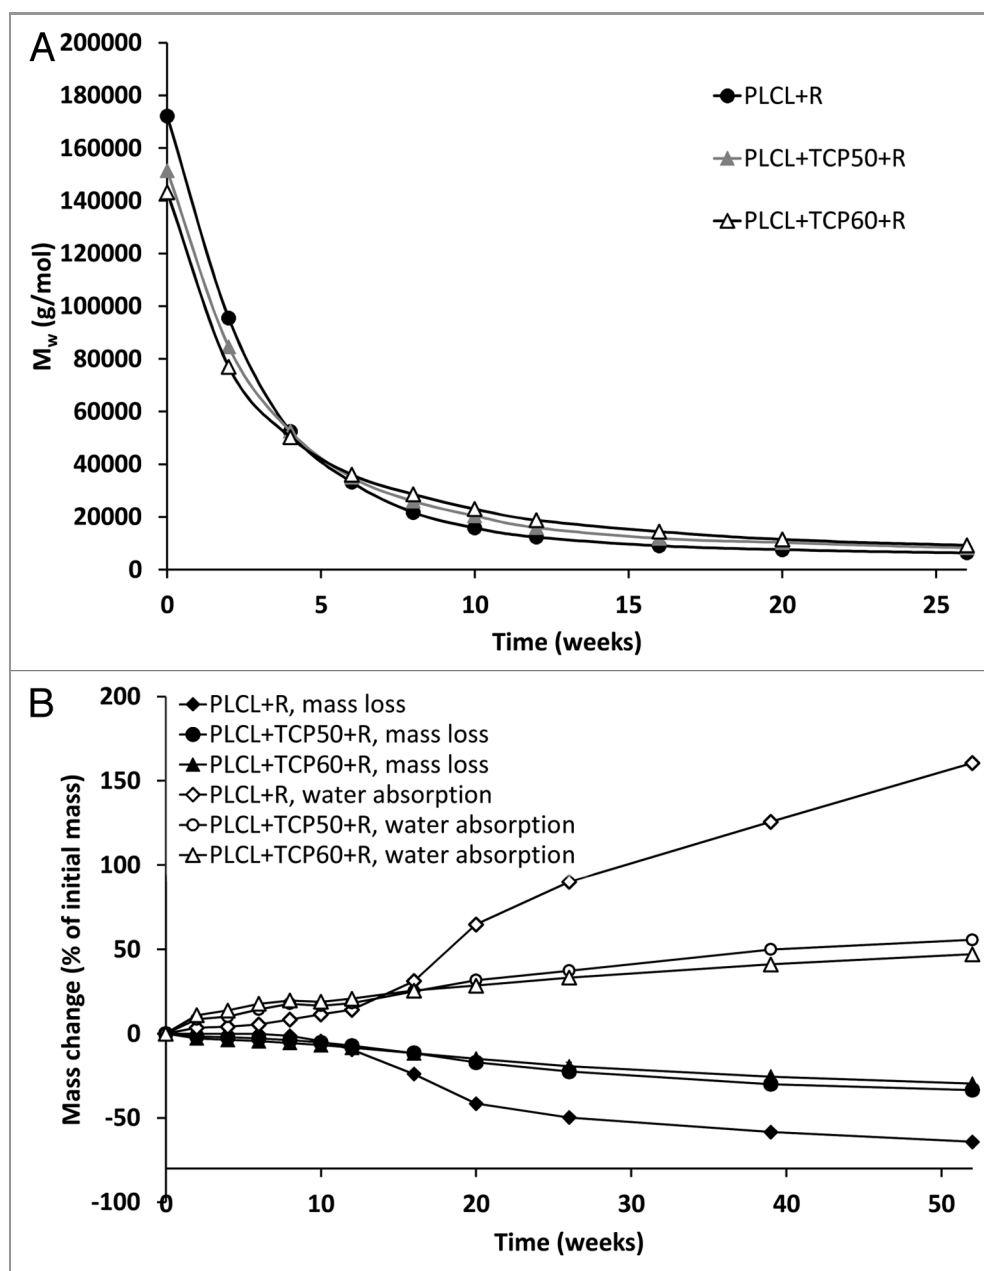 A
200000
180000
160000
140000
120000
100000
80000
60000
40000
20000
0
Mw (g/mol)
PLCL+R
PLCL+TCP50+R
PLCL+TCP60+R
0 5 10 15 20 25
Time (weeks)
B
200
150
100
50
0
-50
-100
Mass change (% of initial mass)
PLCL+R, mass loss
PLCL+TCP50+R, mass loss
PLCL+TCP60+R, mass loss
PLCL+R, water absorption
PLCL+TCP50+R, water absorption
PLCL+TCP60+R, water absorption
0 10 20 30 40 50
Time (weeks)